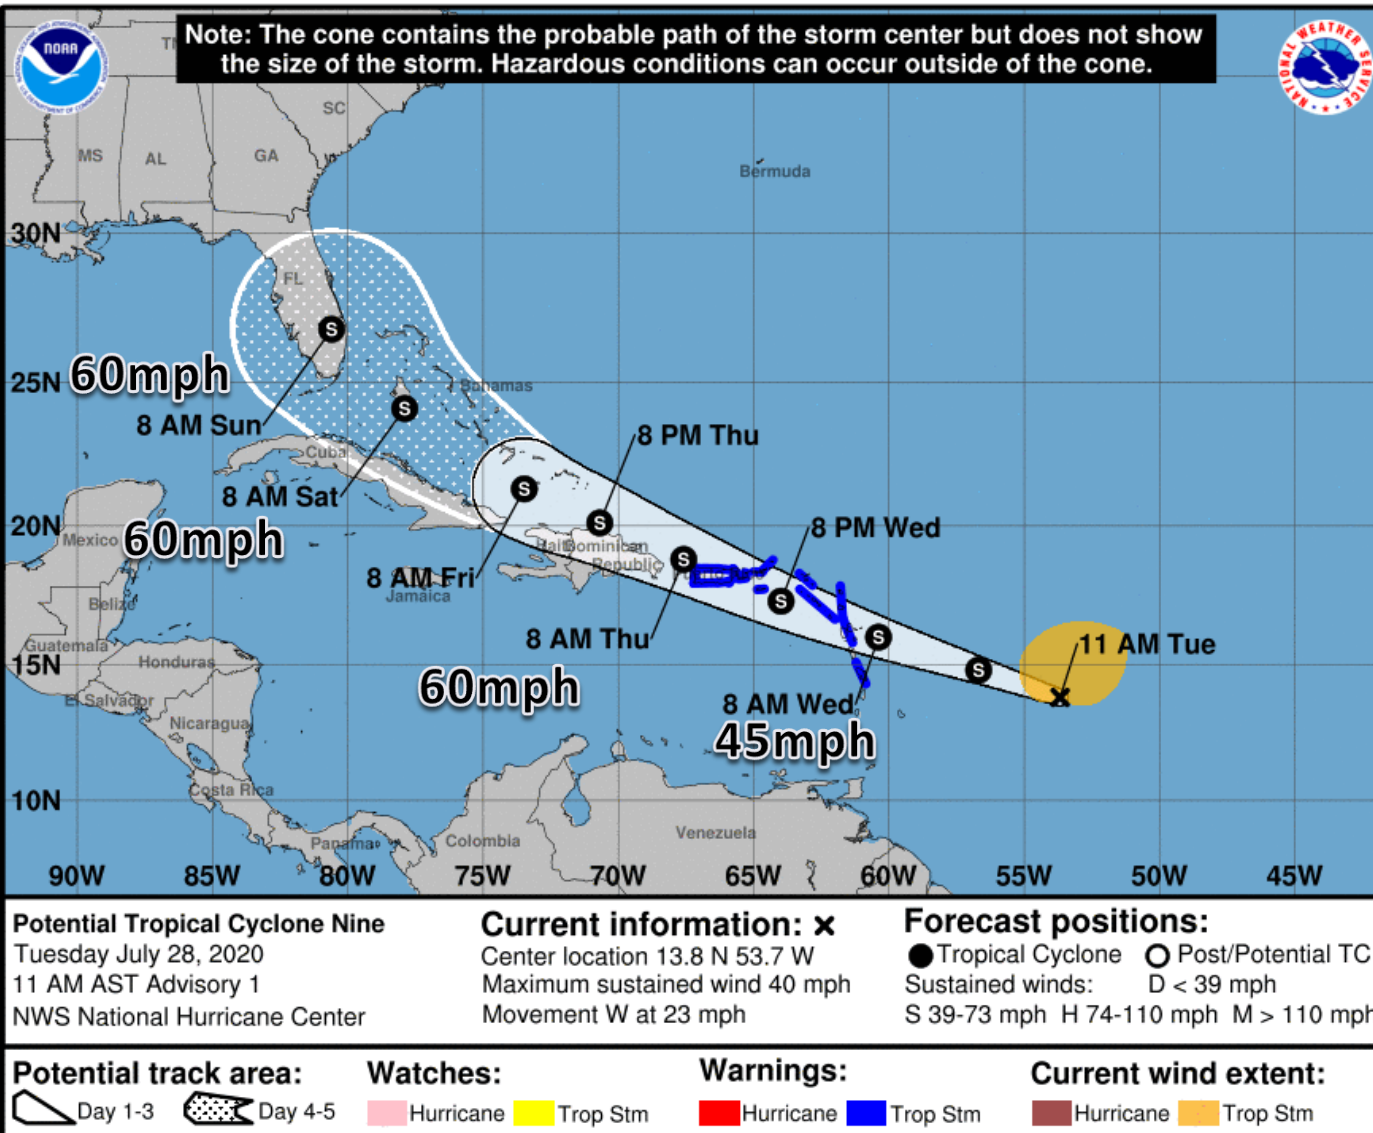 Note: The cone contains the probable path of the storm center but does not show
the size of the storm. Hazardous conditions can occur outside of the cone.
NOAA
NATIONAL WEATHER SERVICE
SC
MS
AL
GA
Bermuda
30N
FL
60mph
25N
Bahamas
8 AM Sun
8 PM Thu
Cuba
8 AM Sat
20N
Mexico
60mph
8 PM Wed
Haiti
Dominican
Republic
8 AM Fri
Jamaica
Belize
8 AM Thu
Guatemala
15N
Honduras
11 AM Tue
60mph
El Salvador
8 AM Wed
Nicaragua
45mph
Costa Rica
10N
Panama
Colombia
Venezuela
S
S
S
S
S
S
S
S
90W 85W 80W 75W 70W 65W 60W 55W 50W 45W
Potential Tropical Cyclone Nine
Tuesday July 28, 2020
11 AM AST Advisory 1
NWS National Hurricane Center
Current information: x
Center location 13.8 N 53.7 W
Maximum sustained wind 40 mph
Movement W at 23 mph
Forecast positions:
Tropical Cyclone Post/Potential TC
Sustained winds: D < 39 mph
S 39-73 mph H 74-110 mph M > 110 mph
Potential track area:
Day 1-3 Day 4-5
Watches:
Hurricane Trop Stm
Warnings:
Hurricane Trop Stm
Current wind extent:
Hurricane Trop Stm